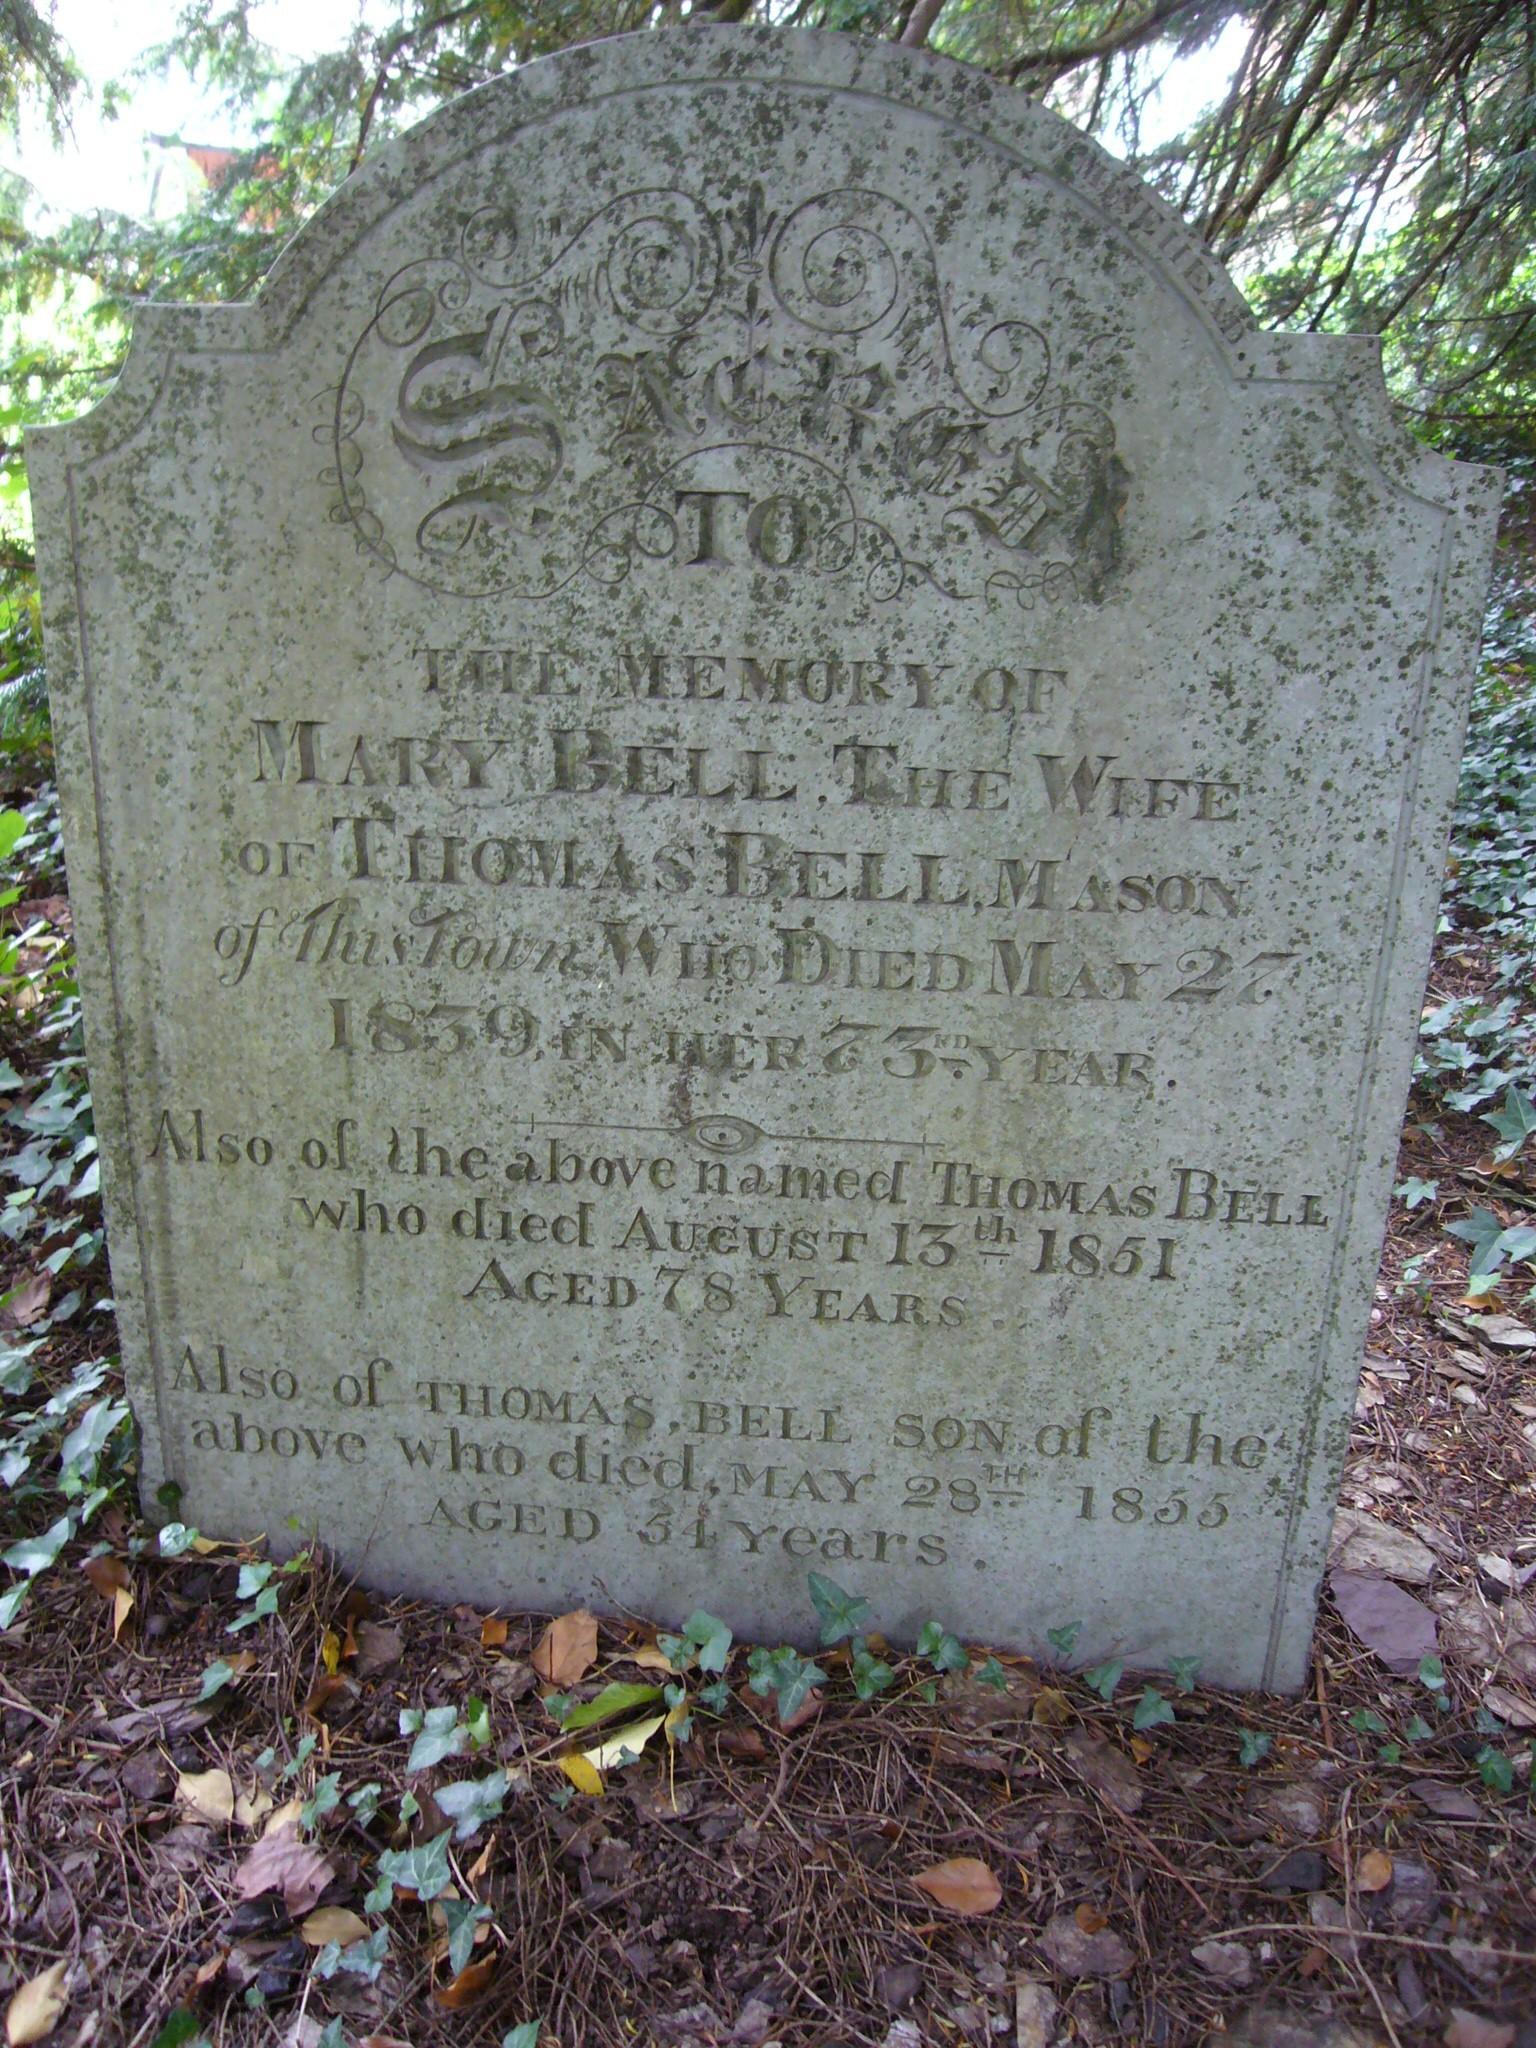 SACRED
TO
THE MEMORY OF
MARY BELL, THE WIFE
OF THOMAS BELL, MASON
of This Town WHO DIED MAY 27
1839, IN HER 73RD YEAR.
Also of the above named THOMAS BELL
who died AUGUST 13th 1851
AGED 78 YEARS.
Also of THOMAS, BELL SON of the
above who died, MAY 28TH 1855
AGED 54 Years.